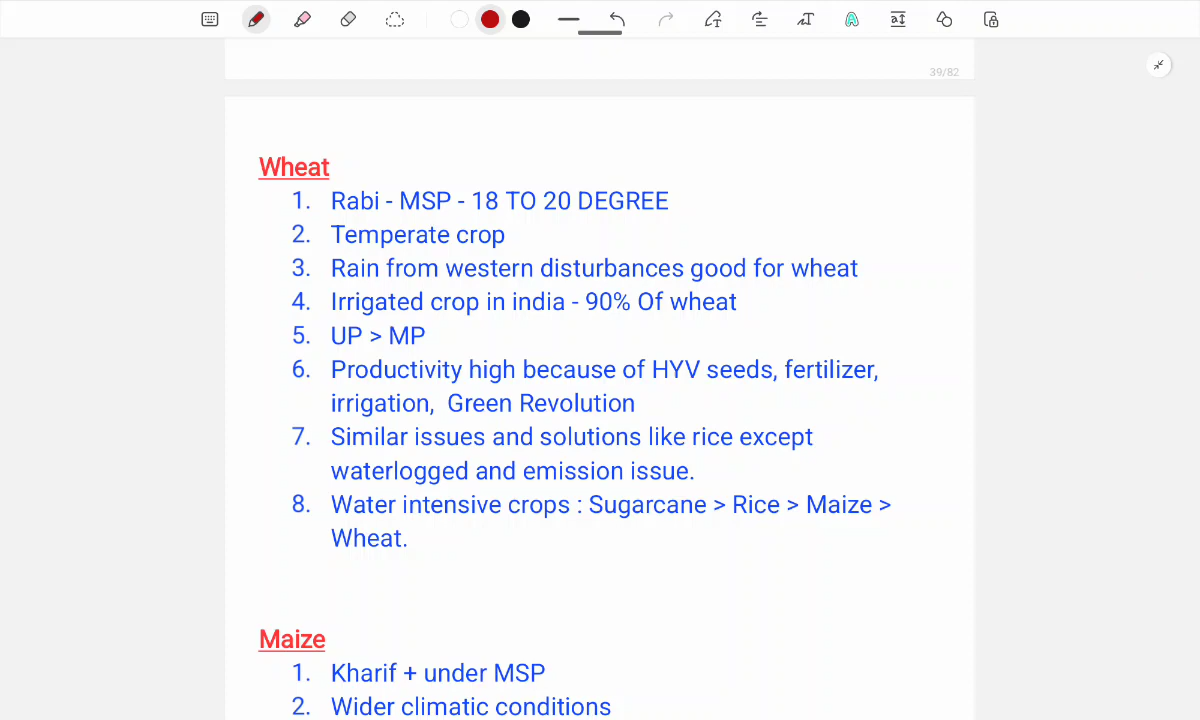 39/82
Wheat
1. Rabi - MSP - 18 TO 20 DEGREE
2. Temperate crop
3. Rain from western disturbances good for wheat
4. Irrigated crop in india - 90% Of wheat
5. UP > MP
6. Productivity high because of HYV seeds, fertilizer,
irrigation, Green Revolution
7. Similar issues and solutions like rice except
waterlogged and emission issue.
8. Water intensive crops : Sugarcane > Rice > Maize >
Wheat.
Maize
1. Kharif + under MSP
2. Wider climatic conditions